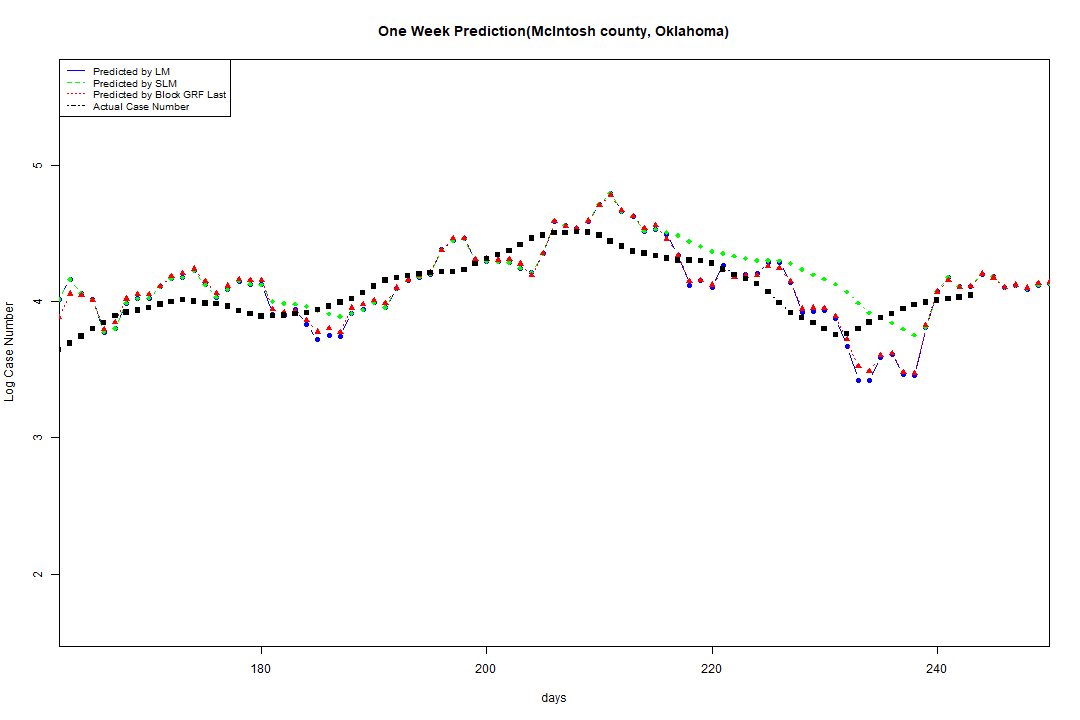 One Week Prediction(McIntosh county, Oklahoma)
Predicted by LM
Predicted by SLM
Predicted by Block GRF Last
Actual Case Number
Log Case Number
5
4
3
2
180
200
220
240
days